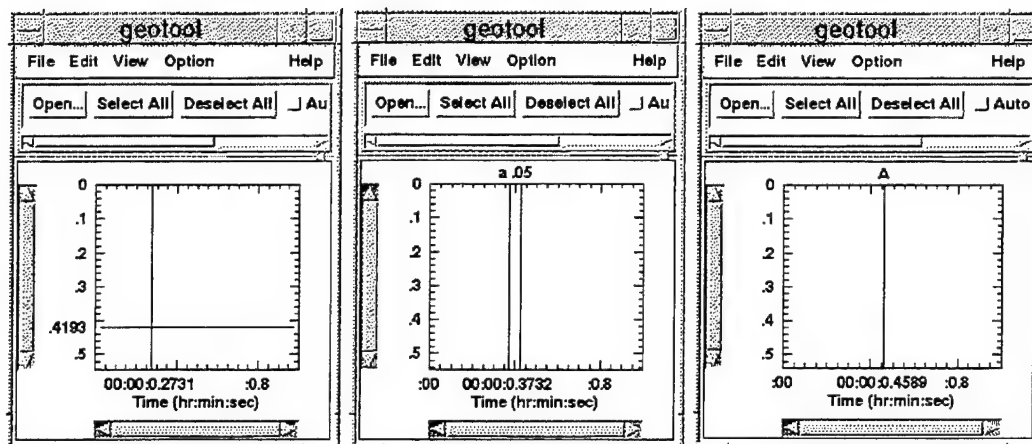 geotool
File Edit View Option Help
Open... Select All Deselect All Au
0
.1
.2
.3
.4193
.5
00:00:0.2731 :0.8
Time (hr:min:sec)
geotool
File Edit View Option Help
Open... Select All Deselect All Au
a .05
0
.1
.2
.3
.4
.5
:00 00:00:0.3732 :0.8
Time (hr:min:sec)
geotool
File Edit View Option Help
Open... Select All Deselect All Auto
A
0
.1
.2
.3
.4
.5
:00 00:00:0.4589 :0.8
Time (hr:min:sec)